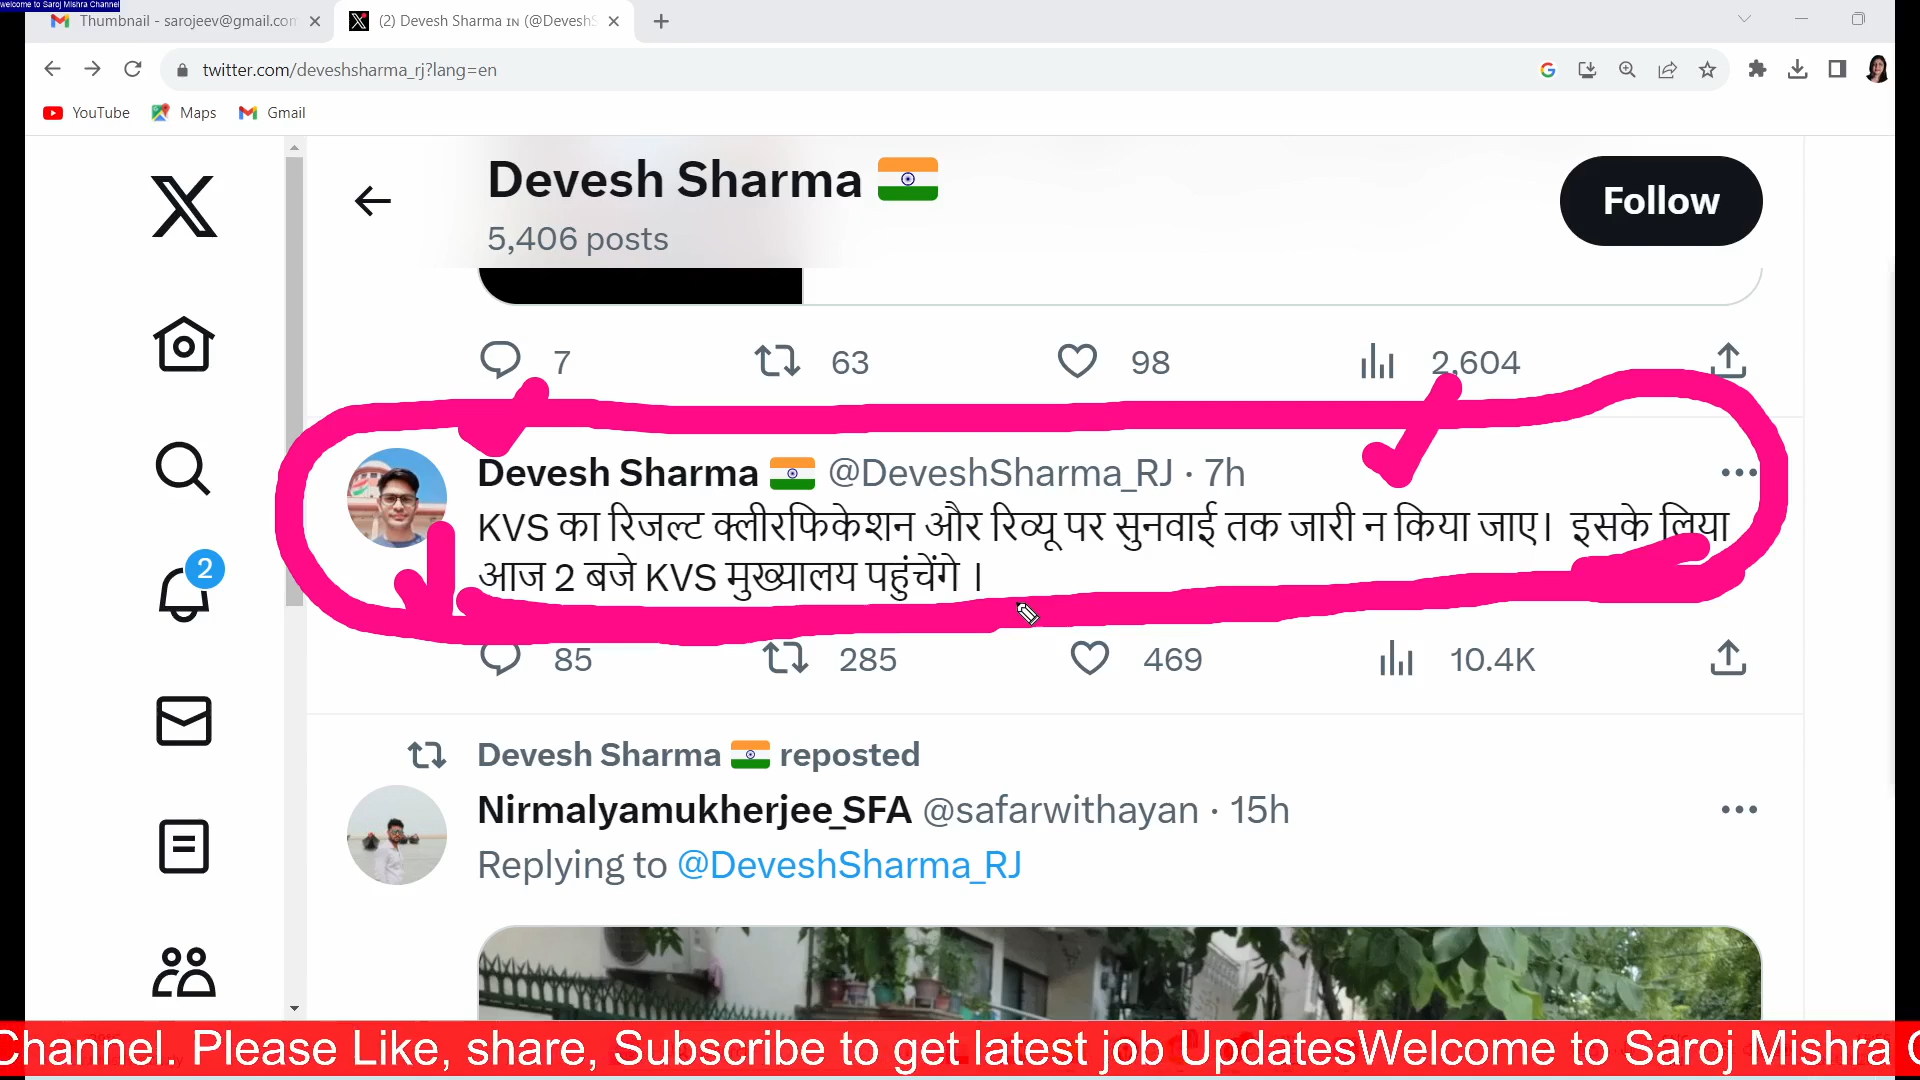 welcome to Saroj Mishra Channel
Thumbnail - sarojeev@gmail.com
(2) Devesh Sharma IN (@DeveshS
twitter.com/deveshsharma_rj?lang=en
YouTube
Maps
Gmail
Devesh Sharma
5,406 posts
Follow
7 63 98 2,604
Devesh Sharma @DeveshSharma_RJ · 7h
KVS का रिजल्ट क्लीरफिकेशन और रिव्यू पर सुनवाई तक जारी न किया जाए। इसके लिया
आज 2 बजे KVS मुख्यालय पहुंचेंगे ।
85 285 469 10.4K
2
Devesh Sharma reposted
Nirmalyamukherjee_SFA @safarwithayan · 15h
Replying to @DeveshSharma_RJ
Channel. Please Like, share, Subscribe to get latest job UpdatesWelcome to Saroj Mishra C